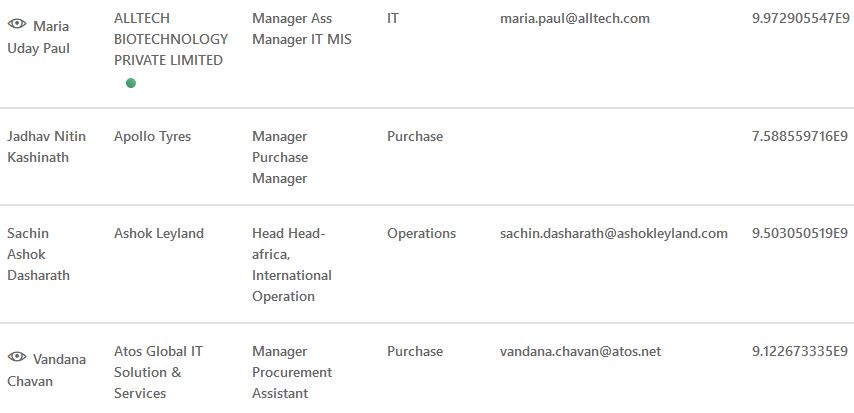 Maria Uday Paul
ALLTECH BIOTECHNOLOGY PRIVATE LIMITED
Manager Ass Manager IT MIS
IT
maria.paul@alltech.com
9.972905547E9
Jadhav Nitin Kashinath
Apollo Tyres
Manager Purchase Manager
Purchase
7.588559716E9
Sachin Ashok Dasharath
Ashok Leyland
Head Head-africa, International Operation
Operations
sachin.dasharath@ashokleyland.com
9.503050519E9
Vandana Chavan
Atos Global IT Solution & Services
Manager Procurement Assistant
Purchase
vandana.chavan@atos.net
9.122673335E9